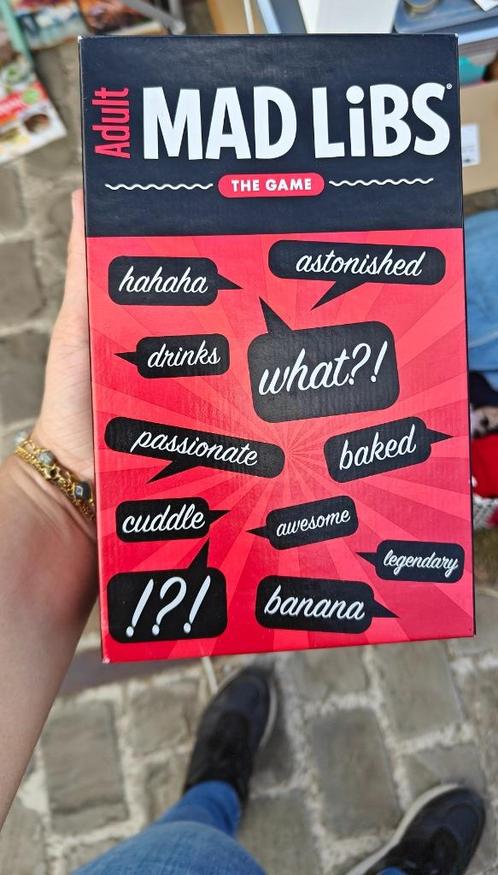 Adult
MAD LiBS®
THE GAME
hahaha
astonished
drinks
what?!
passionate
baked
cuddle
awesome
legendary
!?!
banana